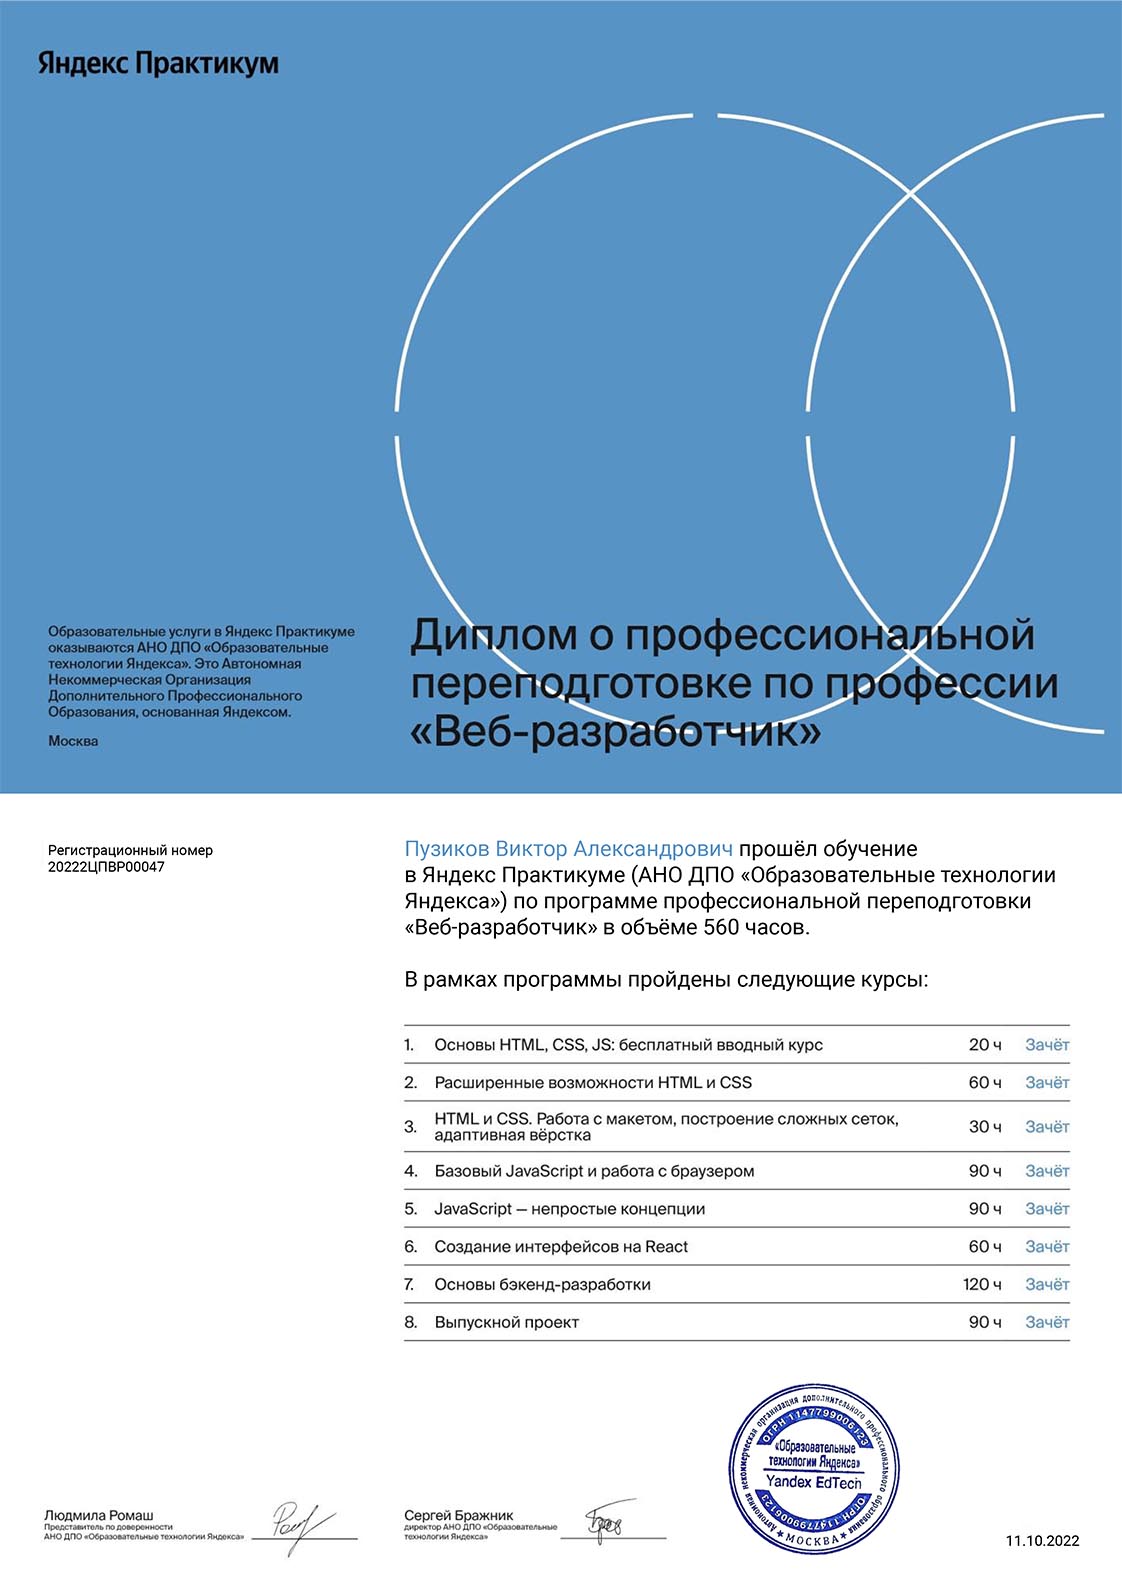 Яндекс Практикум
Образовательные услуги в Яндекс Практикуме
оказываются АНО ДПО «Образовательные
технологии Яндекса». Это Автономная
Некоммерческая Организация
Дополнительного Профессионального
Образования, основанная Яндексом.
Москва
Диплом о профессиональной
переподготовке по профессии
«Веб-разработчик»
Регистрационный номер
20222ЦПВР00047
Пузиков Виктор Александрович прошёл обучение
в Яндекс Практикуме (АНО ДПО «Образовательные технологии
Яндекса») по программе профессиональной переподготовки
«Веб-разработчик» в объёме 560 часов.
В рамках программы пройдены следующие курсы:
1. Основы HTML, CSS, JS: бесплатный вводный курс 20 ч Зачёт
2. Расширенные возможности HTML и CSS 60 ч Зачёт
3. HTML и CSS. Работа с макетом, построение сложных сеток,
адаптивная вёрстка 30 ч Зачёт
4. Базовый JavaScript и работа с браузером 90 ч Зачёт
5. JavaScript — непростые концепции 90 ч Зачёт
6. Создание интерфейсов на React 60 ч Зачёт
7. Основы бэкенд-разработки 120 ч Зачёт
8. Выпускной проект 90 ч Зачёт
Автономная некоммерческая организация дополнительного профессионального образования
ОГРН 1147799006123
«Образовательные
технологии Яндекса»
Yandex EdTech
ОГРН 1147799006123
МОСКВА
Людмила Ромаш
Представитель по доверенности
АНО ДПО «Образовательные технологии Яндекса»
Сергей Бражник
директор АНО ДПО «Образовательные
технологии Яндекса»
11.10.2022